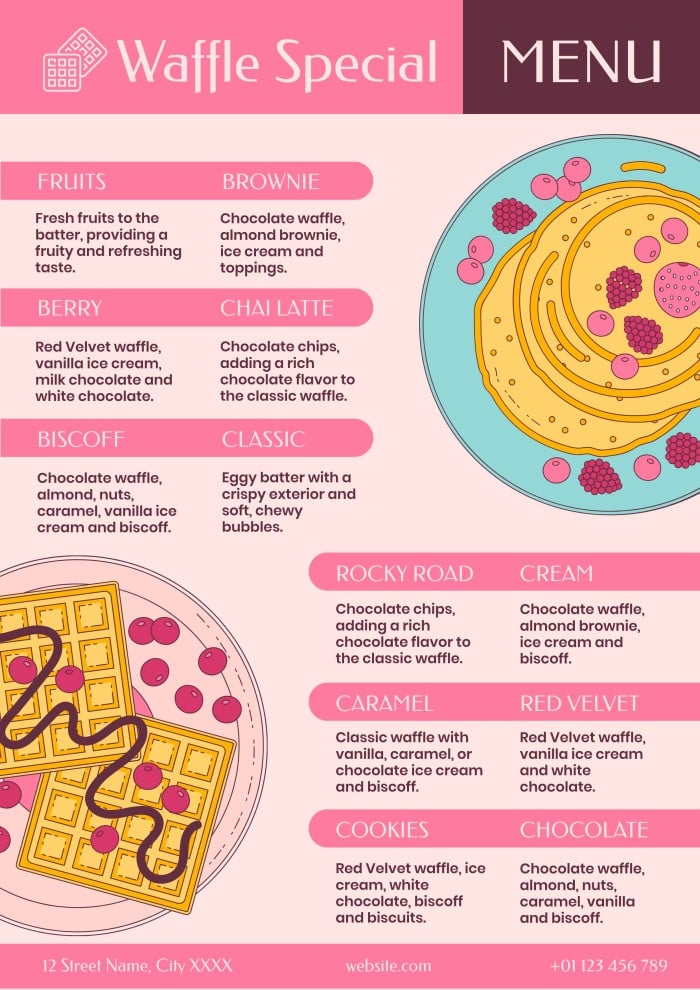 Waffle Special
MENU
FRUITS
Fresh fruits to the
batter, providing a
fruity and refreshing
taste.
BROWNIE
Chocolate waffle,
almond brownie,
ice cream and
toppings.
BERRY
Red Velvet waffle,
vanilla ice cream,
milk chocolate and
white chocolate.
CHAI LATTE
Chocolate chips,
adding a rich
chocolate flavor to
the classic waffle.
BISCOFF
Chocolate waffle,
almond, nuts,
caramel, vanilla ice
cream and biscoff.
CLASSIC
Eggy batter with a
crispy exterior and
soft, chewy
bubbles.
ROCKY ROAD
Chocolate chips,
adding a rich
chocolate flavor to
the classic waffle.
CREAM
Chocolate waffle,
almond brownie,
ice cream and
biscoff.
CARAMEL
Classic waffle with
vanilla, caramel, or
chocolate ice cream
and biscoff.
RED VELVET
Red Velvet waffle,
vanilla ice cream
and white
chocolate.
COOKIES
Red Velvet waffle, ice
cream, white
chocolate, biscoff
and biscuits.
CHOCOLATE
Chocolate waffle,
almond, nuts,
caramel, vanilla
and biscoff.
12 Street Name, City XXXX
website.com
+01 123 456 789